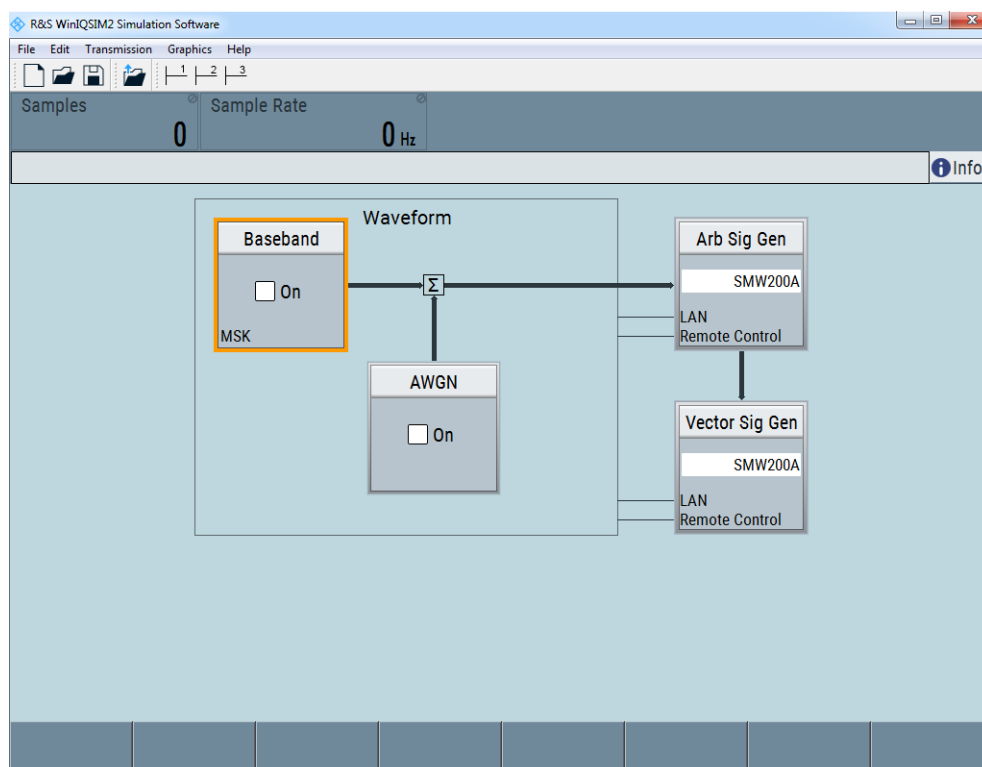 R&S WinIQSIM2 Simulation Software
File Edit Transmission Graphics Help
1 2 3
Samples
0
Sample Rate
0 Hz
Info
Waveform
Baseband
On
MSK
Σ
AWGN
On
Arb Sig Gen
SMW200A
LAN
Remote Control
Vector Sig Gen
SMW200A
LAN
Remote Control